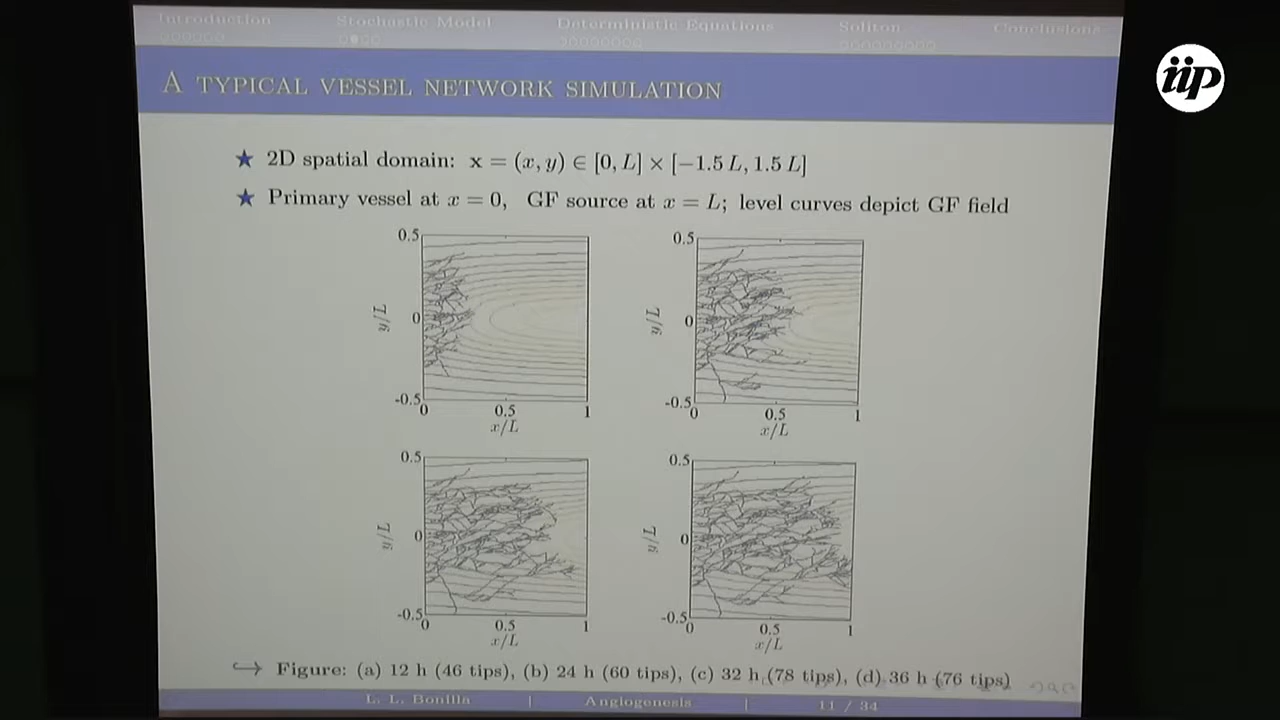 Introduction Stochastic Model Deterministic Equations Soliton Conclusions
iip
A TYPICAL VESSEL NETWORK SIMULATION
★ 2D spatial domain: x = (x, y) ∈ [0, L] × [−1.5 L, 1.5 L]
★ Primary vessel at x = 0, GF source at x = L; level curves depict GF field
0.5 0.5
y/L 0 y/L 0
-0.5 -0.5
0 0.5 1 0 0.5 1
x/L x/L
0.5 0.5
y/L 0 y/L 0
-0.5 -0.5
0 0.5 1 0 0.5 1
x/L x/L
↪ Figure: (a) 12 h (46 tips), (b) 24 h (60 tips), (c) 32 h (78 tips), (d) 36 h (76 tips)
L. L. Bonilla | Angiogenesis | 11 / 34